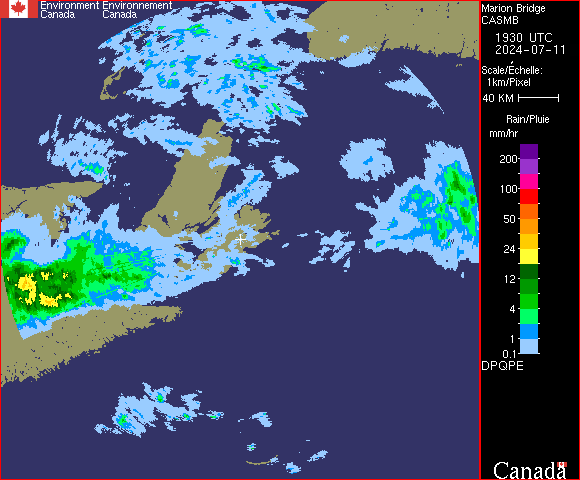 Environment Environnement
Canada Canada
Marion Bridge
CASMB
1930 UTC
2024-07-11
Scale/Échelle:
1km/Pixel
40 KM
Rain/Pluie
mm/hr
200
100
50
24
12
4
1
0.1
DPQPE
Canada